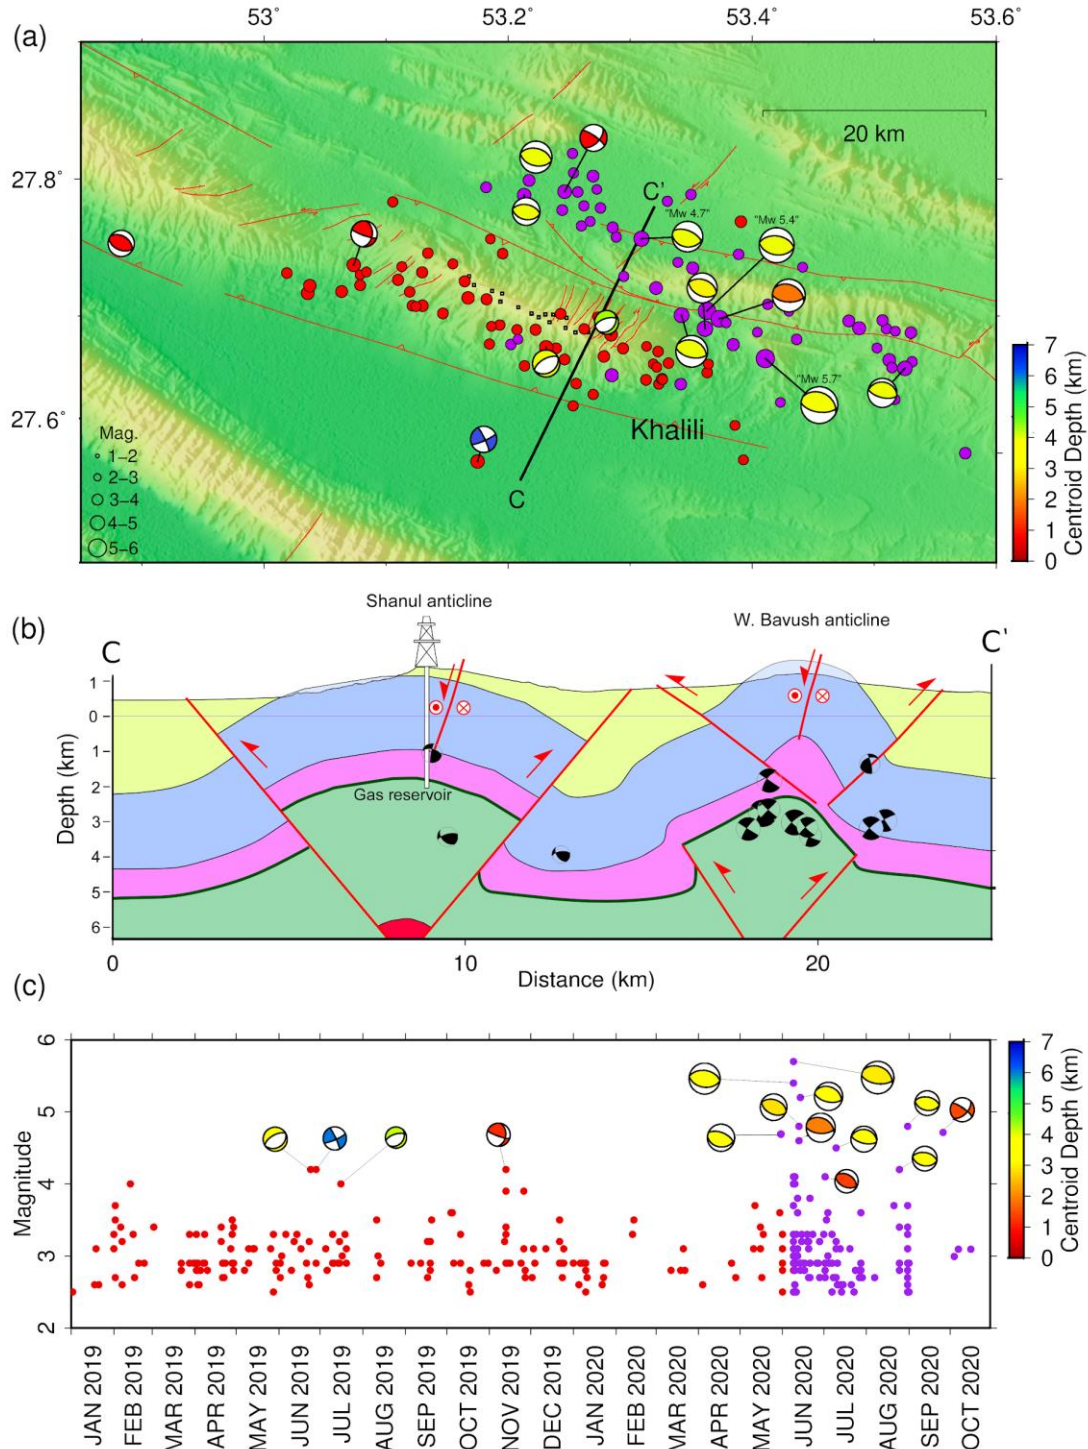 (a)
53°
53.2°
53.4°
53.6°
27.8°
27.6°
20 km
C'
"Mw 4.7"
"Mw 5.4"
"Mw 5.7"
Khalili
C
Mag.
1–2
2–3
3–4
4–5
5–6
7
6
5
4
3
2
1
0
Centroid Depth (km)
(b)
Shanul anticline
W. Bavush anticline
C
C'
1
0
1
2
3
4
5
6
Depth (km)
Gas reservoir
0
10
20
Distance (km)
(c)
6
5
4
3
2
Magnitude
7
6
5
4
3
2
1
0
Centroid Depth (km)
JAN 2019
FEB 2019
MAR 2019
APR 2019
MAY 2019
JUN 2019
JUL 2019
AUG 2019
SEP 2019
OCT 2019
NOV 2019
DEC 2019
JAN 2020
FEB 2020
MAR 2020
APR 2020
MAY 2020
JUN 2020
JUL 2020
AUG 2020
SEP 2020
OCT 2020